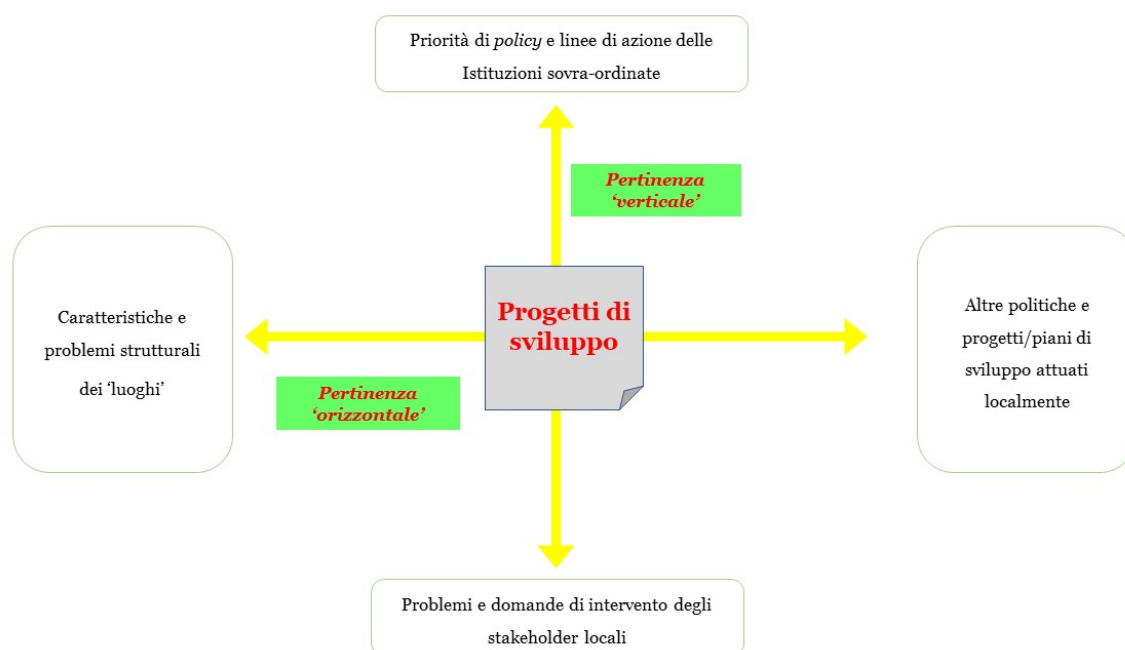 Priorità di policy e linee di azione delle
Istituzioni sovra-ordinate
Pertinenza
‘verticale’
Caratteristiche e
problemi strutturali
dei ‘luoghi’
Progetti di
sviluppo
Altre politiche e
progetti/piani di
sviluppo attuati
localmente
Pertinenza
‘orizzontale’
Problemi e domande di intervento degli
stakeholder locali